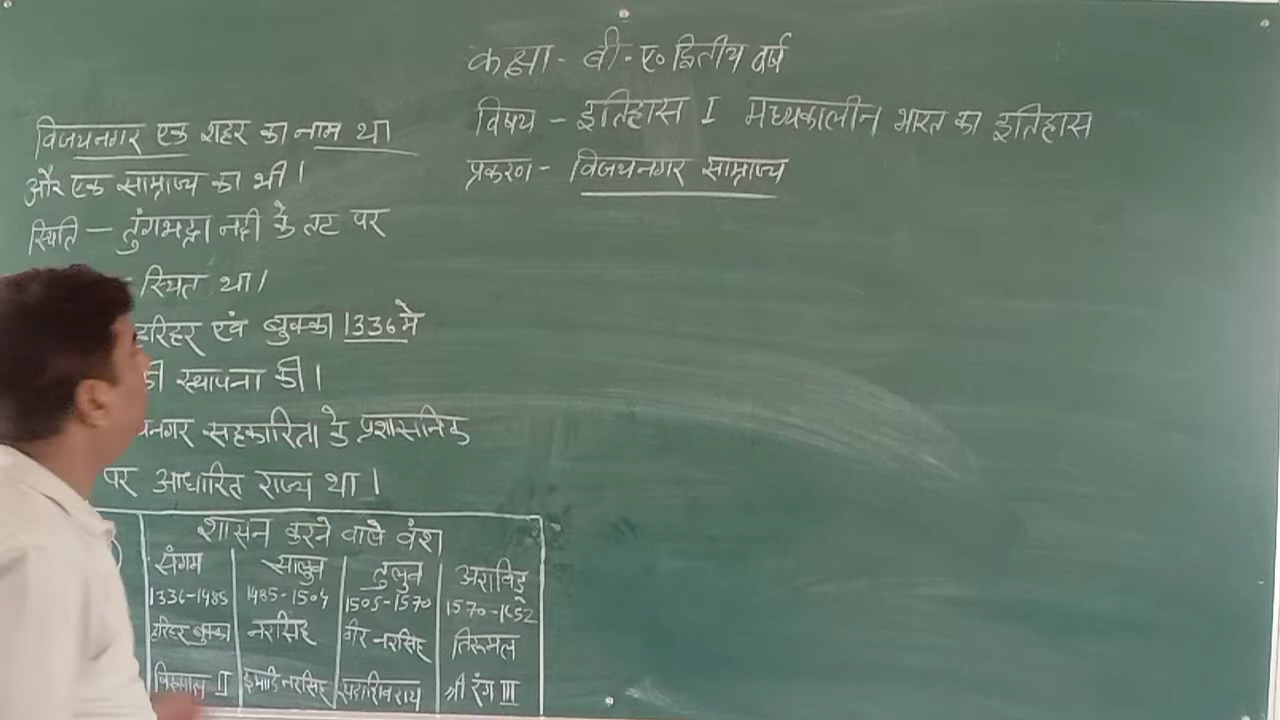 कक्षा - बी.ए० द्वितीय वर्ष
विषय - इतिहास I मध्यकालीन भारत का इतिहास
प्रकरण - विजयनगर साम्राज्य
विजयनगर एक शहर का नाम था
और एक साम्राज्य का भी।
स्थिति - तुंगभद्रा नदी के तट पर
स्थित था।
हरिहर एवं बुक्का 1336 मे
की स्थापना की।
यनगर सहकारिता के प्रशासनिक
पर आधारित राज्य था।
शासन करने वाले वंश
संगम सालुव तुलुव अराविडु
1336-1485 1485-1504 1505-1570 1570-1652
हरिहर बुक्का नरसिंह वीर नरसिंह तिरूमल
विरूपाक्ष II इमाडि नरसिंह सदाशिवराय श्री रंग III